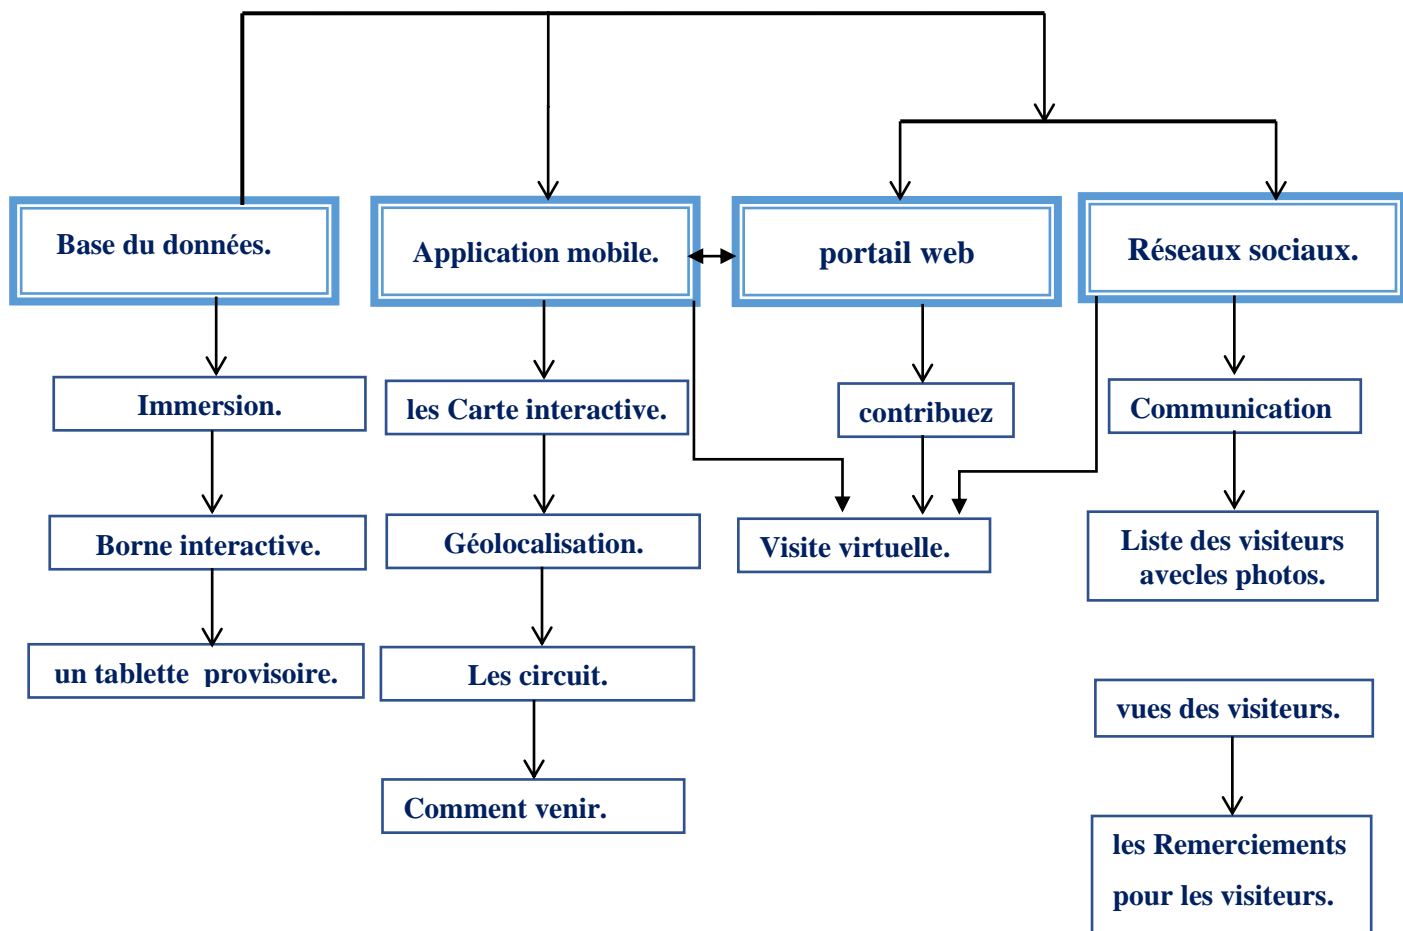 Base du données.
Application mobile.
portail web
Réseaux sociaux.
Immersion.
les Carte interactive.
contribuez
Communication
Borne interactive.
Géolocalisation.
Visite virtuelle.
Liste des visiteurs
avecles photos.
un tablette  provisoire.
Les circuit.
vues des visiteurs.
Comment venir.
les Remerciements
pour les visiteurs.